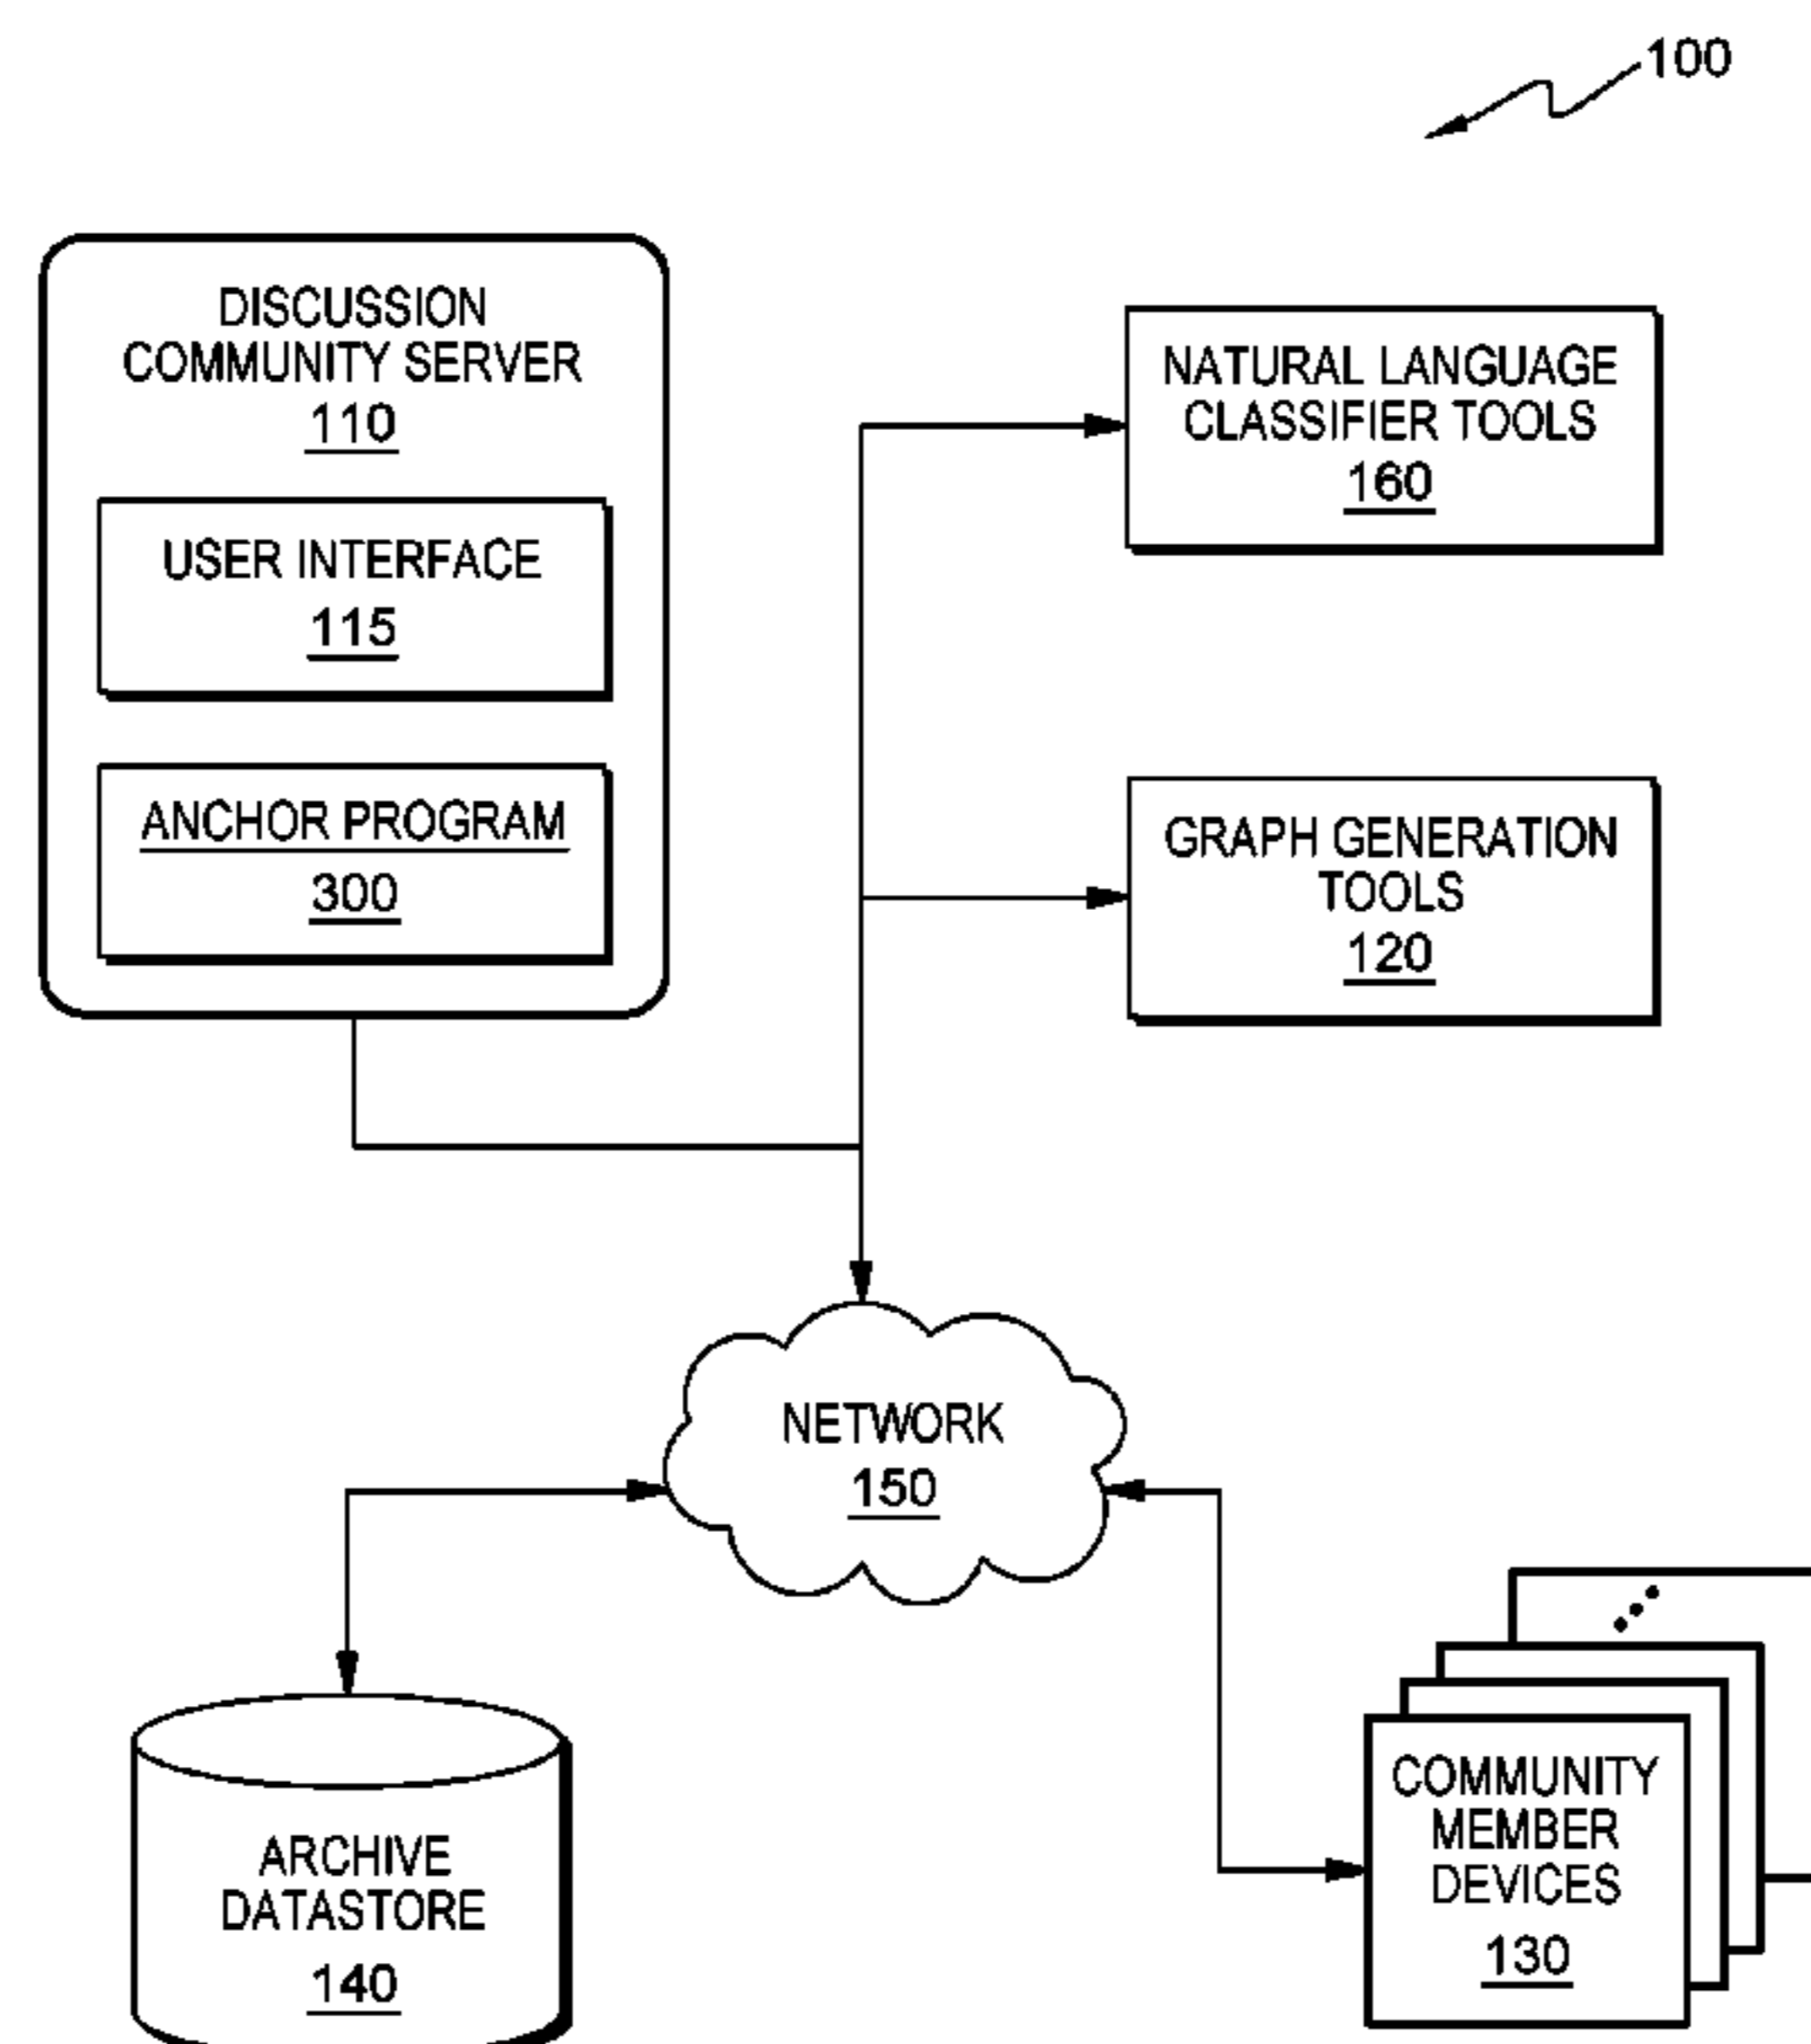 100
DISCUSSION
COMMUNITY SERVER
110
USER INTERFACE
115
ANCHOR PROGRAM
300
NATURAL LANGUAGE
CLASSIFIER TOOLS
160
GRAPH GENERATION
TOOLS
120
NETWORK
150
ARCHIVE
DATASTORE
140
COMMUNITY
MEMBER
DEVICES
130